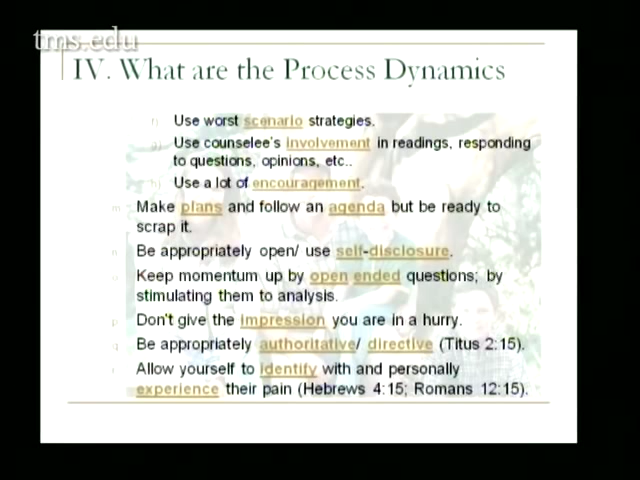 tms.edu
IV. What are the Process Dynamics
Use worst scenario strategies.
Use counselee's involvement in readings, responding
to questions, opinions, etc..
Use a lot of encouragement.
Make plans and follow an agenda but be ready to
scrap it.
Be appropriately open/ use self-disclosure.
Keep momentum up by open ended questions; by
stimulating them to analysis.
Don't give the impression you are in a hurry.
Be appropriately authoritative/ directive (Titus 2:15).
Allow yourself to identify with and personally
experience their pain (Hebrews 4:15; Romans 12:15).